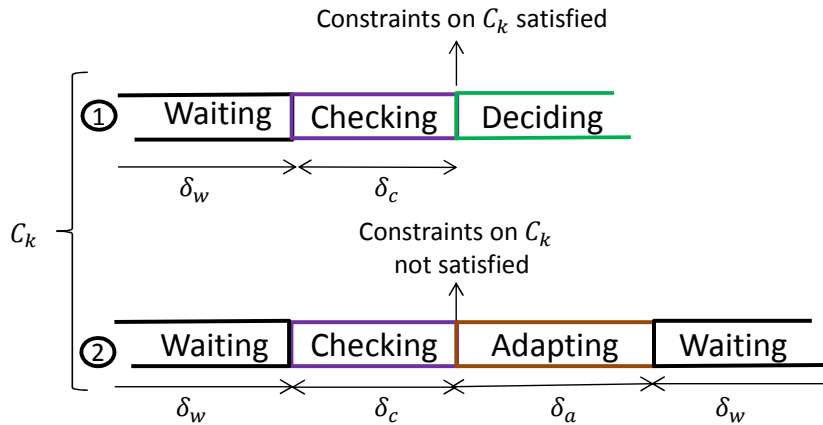 Constraints on C_k satisfied
1 Waiting Checking Deciding
δ_w δ_c
C_k
Constraints on C_k
not satisfied
2 Waiting Checking Adapting Waiting
δ_w δ_c δ_a δ_w